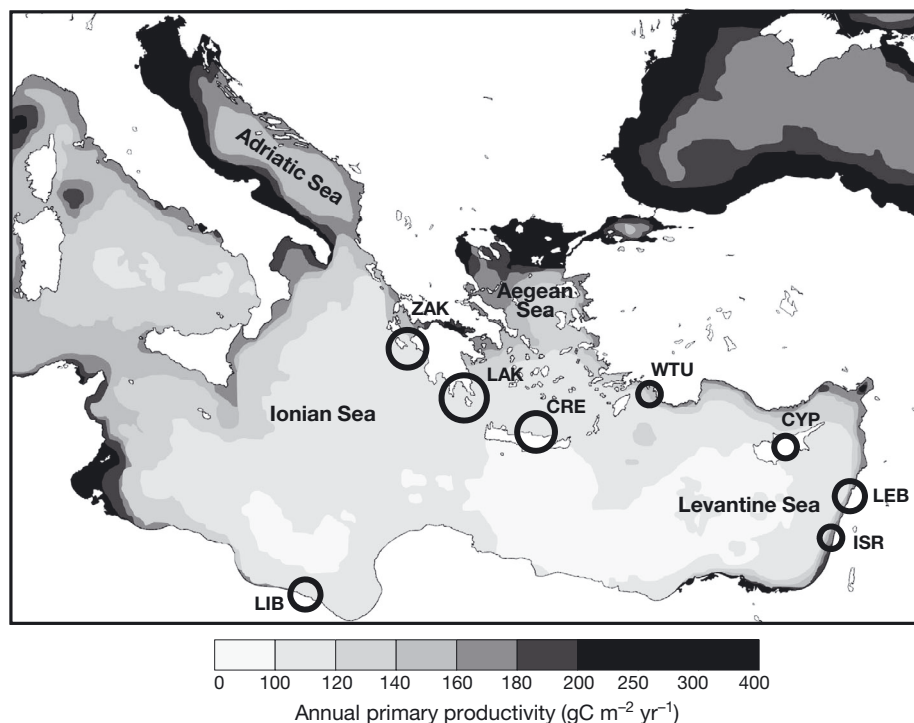 Adriatic Sea
Aegean
Sea
ZAK
LAK
WTU
CRE
Ionian Sea
CYP
Levantine Sea
LEB
ISR
LIB
0 100 120 140 160 180 200 250 300 400
Annual primary productivity (gC m⁻² yr⁻¹)